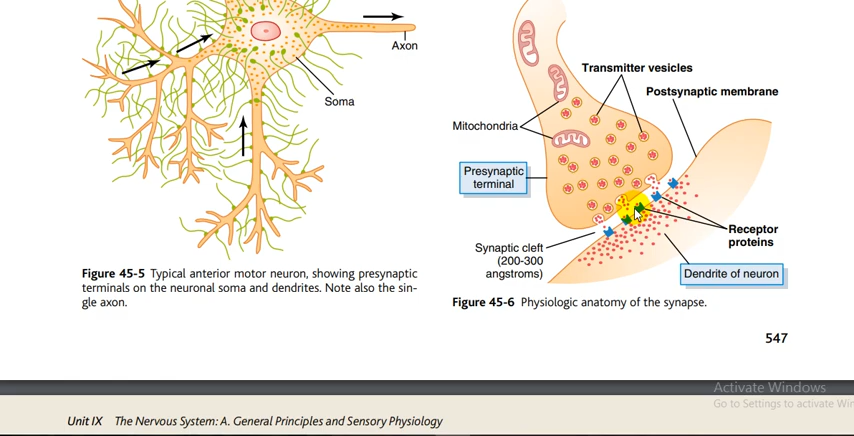 Axon
Soma
Figure 45-5 Typical anterior motor neuron, showing presynaptic
terminals on the neuronal soma and dendrites. Note also the sin-
gle axon.
Transmitter vesicles
Postsynaptic membrane
Mitochondria
Presynaptic
terminal
Synaptic cleft
(200-300
angstroms)
Receptor
proteins
Dendrite of neuron
Figure 45-6 Physiologic anatomy of the synapse.
547
Activate Windows
Go to Settings to activate Win
Unit IX The Nervous System: A. General Principles and Sensory Physiology